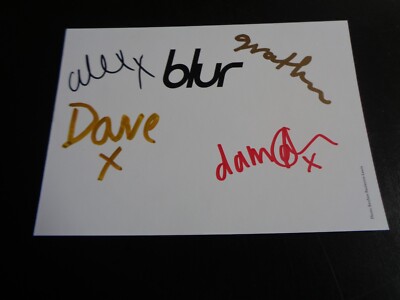 alex x
blur
graham
Dave
x
damon x